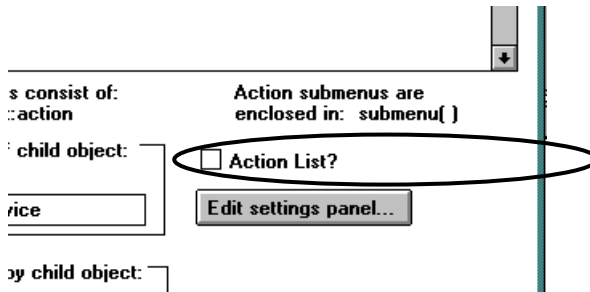 s consist of:
:action
Action submenus are
enclosed in: submenu( )
child object:
Action List?
vice
Edit settings panel...
by child object: